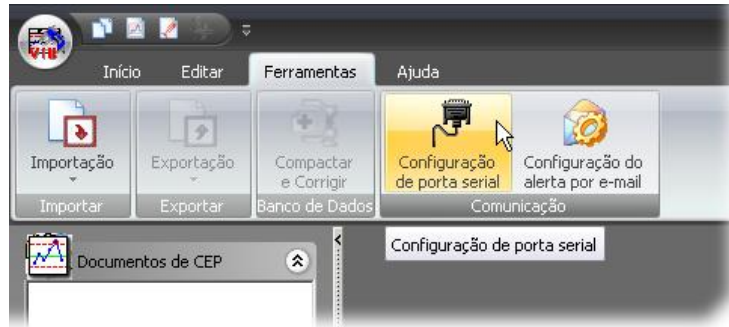 Início Editar Ferramentas Ajuda
Importação Exportação Compactar e Corrigir Configuração de porta serial Configuração do alerta por e-mail
Importar Exportar Banco de Dados Comunicação
Documentos de CEP
Configuração de porta serial